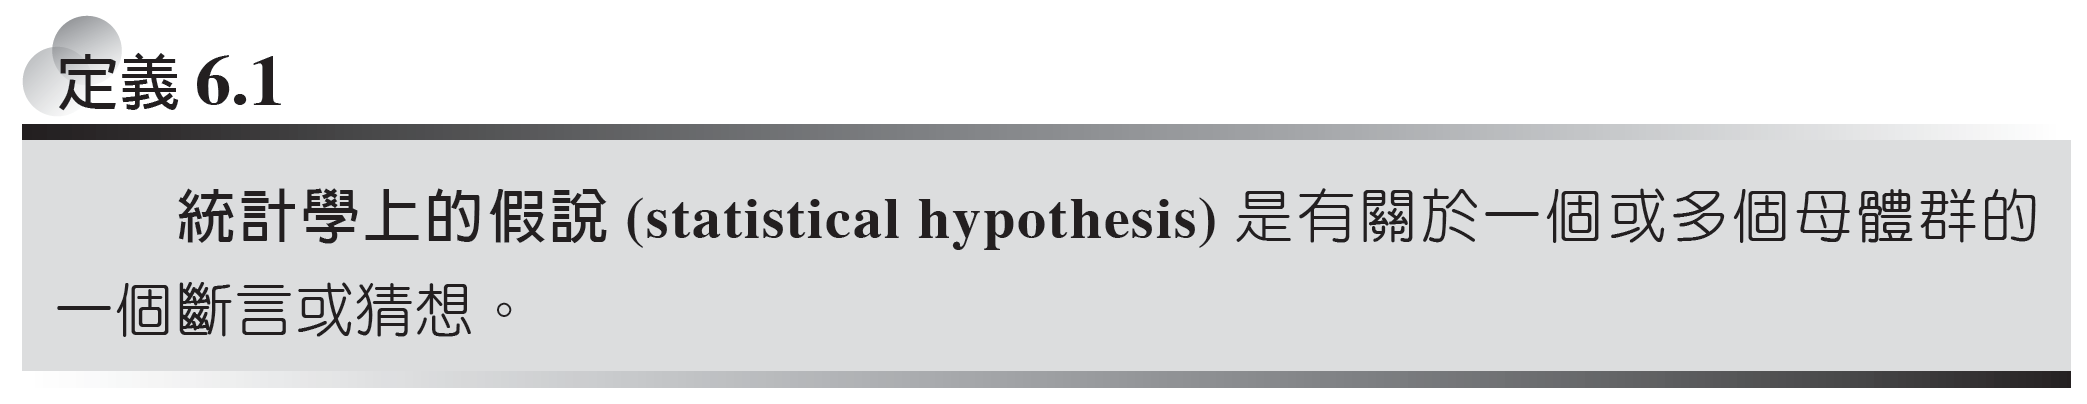 定義 6.1
統計學上的假說 (statistical hypothesis) 是有關於一個或多個母體群的
一個斷言或猜想。